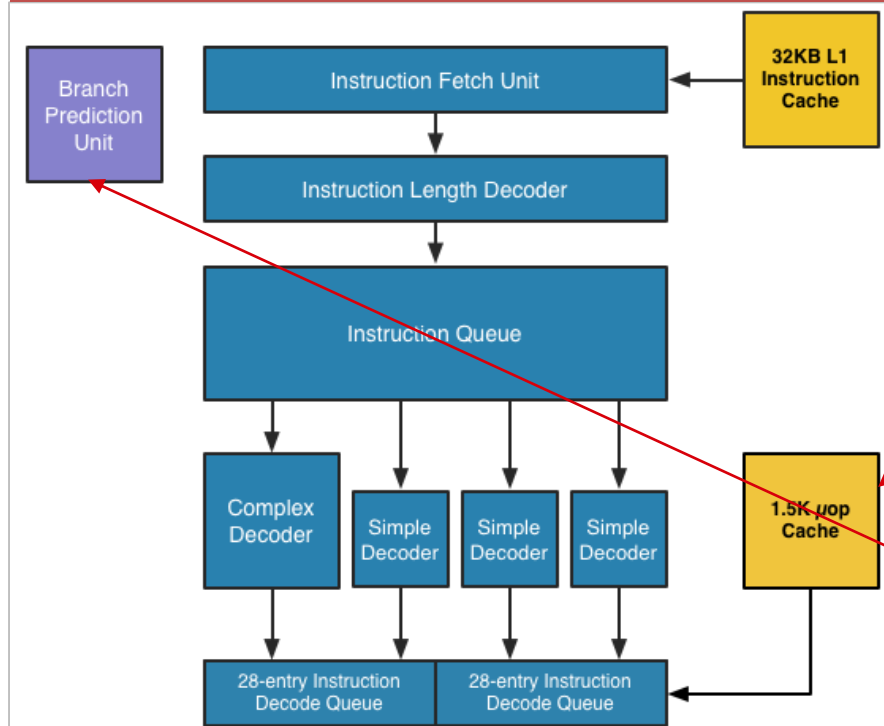 Branch
Prediction
Unit
Instruction Fetch Unit
32KB L1
Instruction
Cache
Instruction Length Decoder
Instruction Queue
Complex
Decoder
Simple
Decoder
Simple
Decoder
Simple
Decoder
1.5K µop
Cache
28-entry Instruction
Decode Queue
28-entry Instruction
Decode Queue